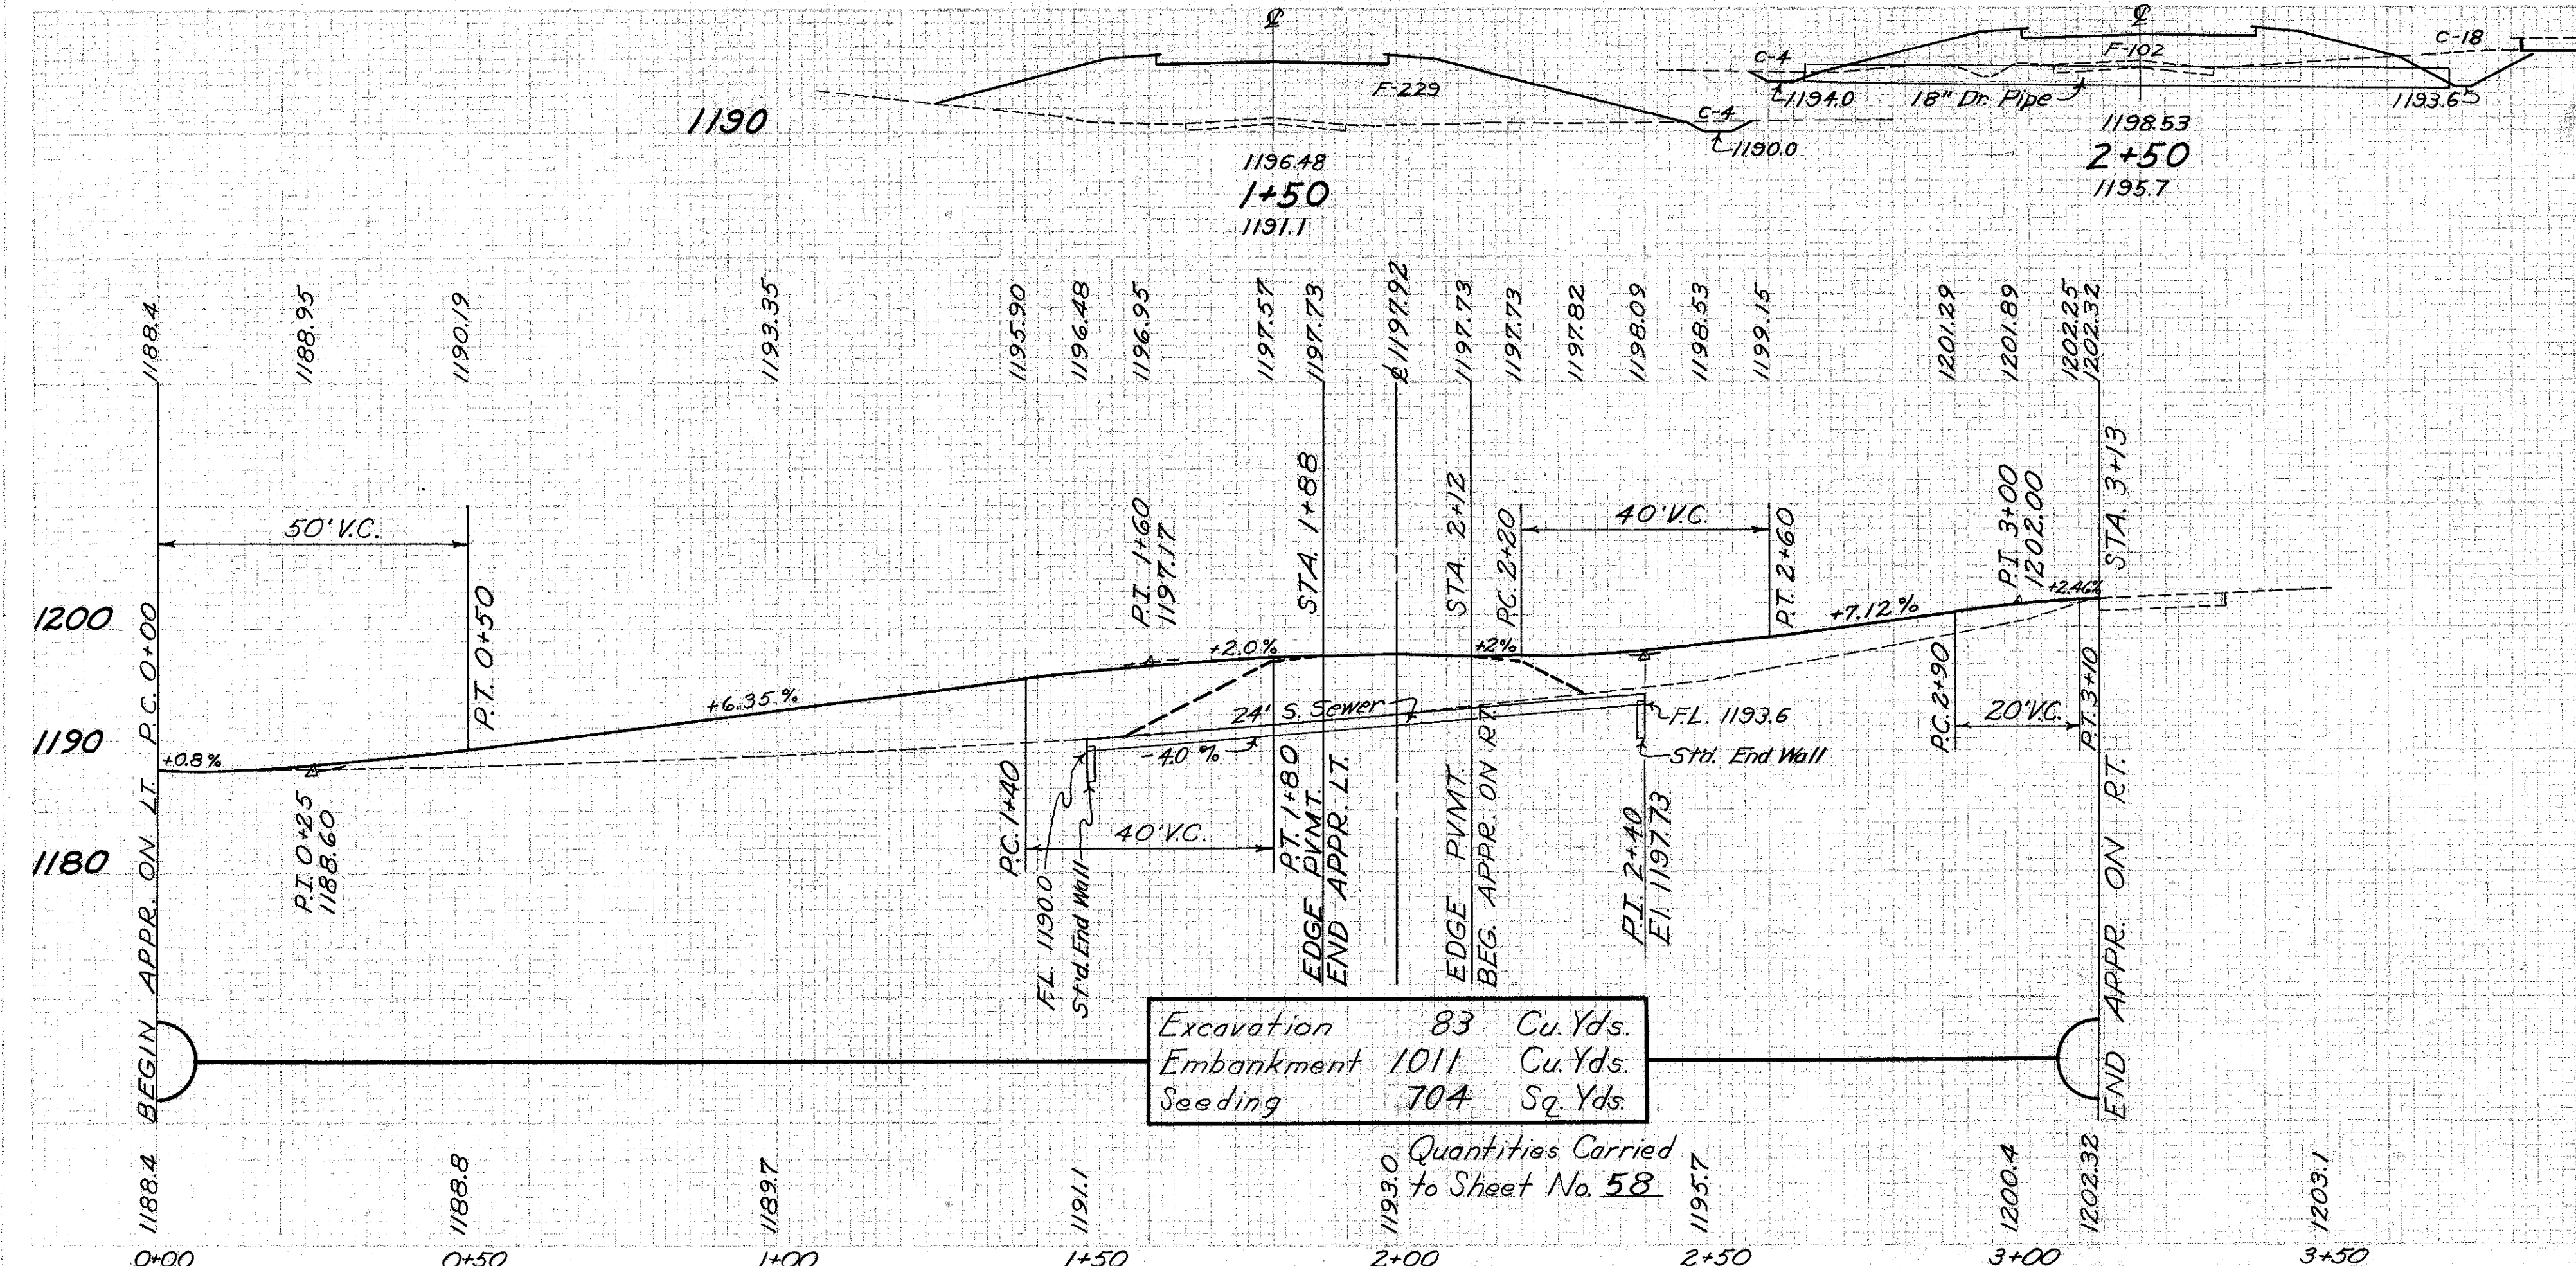 ℄
F-229
C-4
1190.0
1190
1196.48
1+50
1191.1
℄
C-4
F-102
C-18
1194.0
18" Dr. Pipe
1193.65
1198.53
2+50
1195.7
1188.4
1188.95
1190.19
1193.35
1195.90
1196.48
1196.95
1197.57
1197.73
℄ 1197.92
1197.73
1197.73
1197.82
1198.09
1198.53
1199.15
1201.29
1201.89
1202.25
1202.32
50' V.C.
P.T. 0+50
P.I. 1+60
1197.17
STA. 1+88
STA. 2+12
P.C. 2+20
40' V.C.
P.T. 2+60
P.I. 3+00
1202.00
STA. 3+13
1200
1190
1180
BEGIN APPR. ON LT. P.C. 0+00
+0.8%
P.I. 0+25
1188.60
+6.35%
+2.0%
+2%
+7.12%
+2.46%
24" S. Sewer
-4.0%
F.L. 1193.6
Std. End Wall
P.C. 2+90
20' V.C.
P.T. 3+10
P.C. 1+40
F.L. 1190.0
Std. End Wall
40' V.C.
P.T. 1+80
EDGE PVMT.
END APPR. LT.
EDGE PVMT.
BEG. APPR. ON RT.
P.I. 2+40
El. 1197.73
END APPR. ON RT.
Excavation 83 Cu. Yds.
Embankment 1011 Cu. Yds.
Seeding 704 Sq. Yds.
Quantities Carried
to Sheet No. 58
1188.4
1188.8
1189.7
1191.1
1193.0
1195.7
1200.4
1202.32
1203.1
0+00
0+50
1+00
1+50
2+00
2+50
3+00
3+50